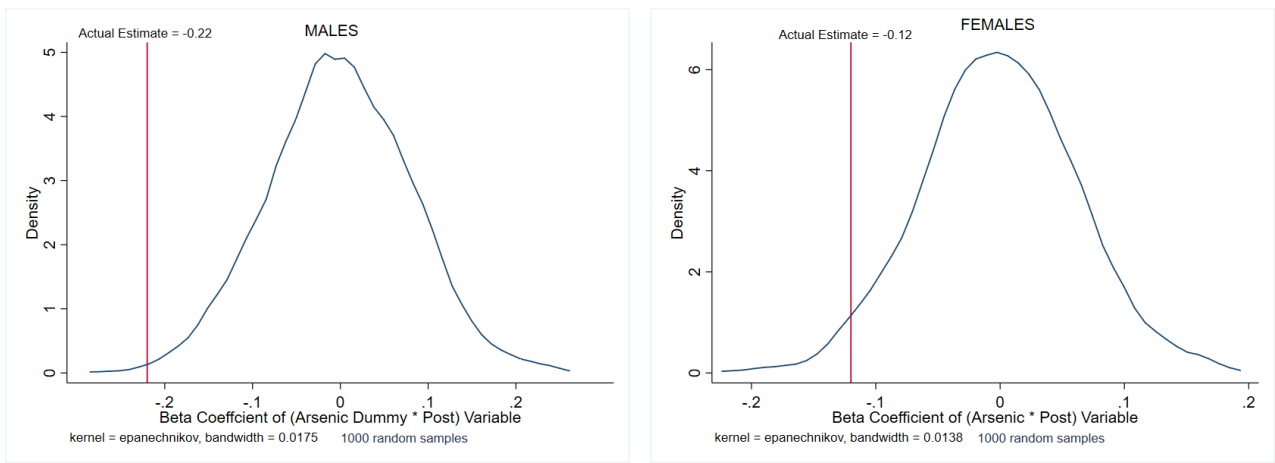 MALES
Actual Estimate = -0.22
5
4
3
2
1
0
Density
-.2 -.1 0 .1 .2
Beta Coeffcient of (Arsenic Dummy * Post) Variable
kernel = epanechnikov, bandwidth = 0.0175 1000 random samples
FEMALES
Actual Estimate = -0.12
6
4
2
0
Density
-.2 -.1 0 .1 .2
Beta Coefficient of (Arsenic * Post) Variable
kernel = epanechnikov, bandwidth = 0.0138 1000 random samples